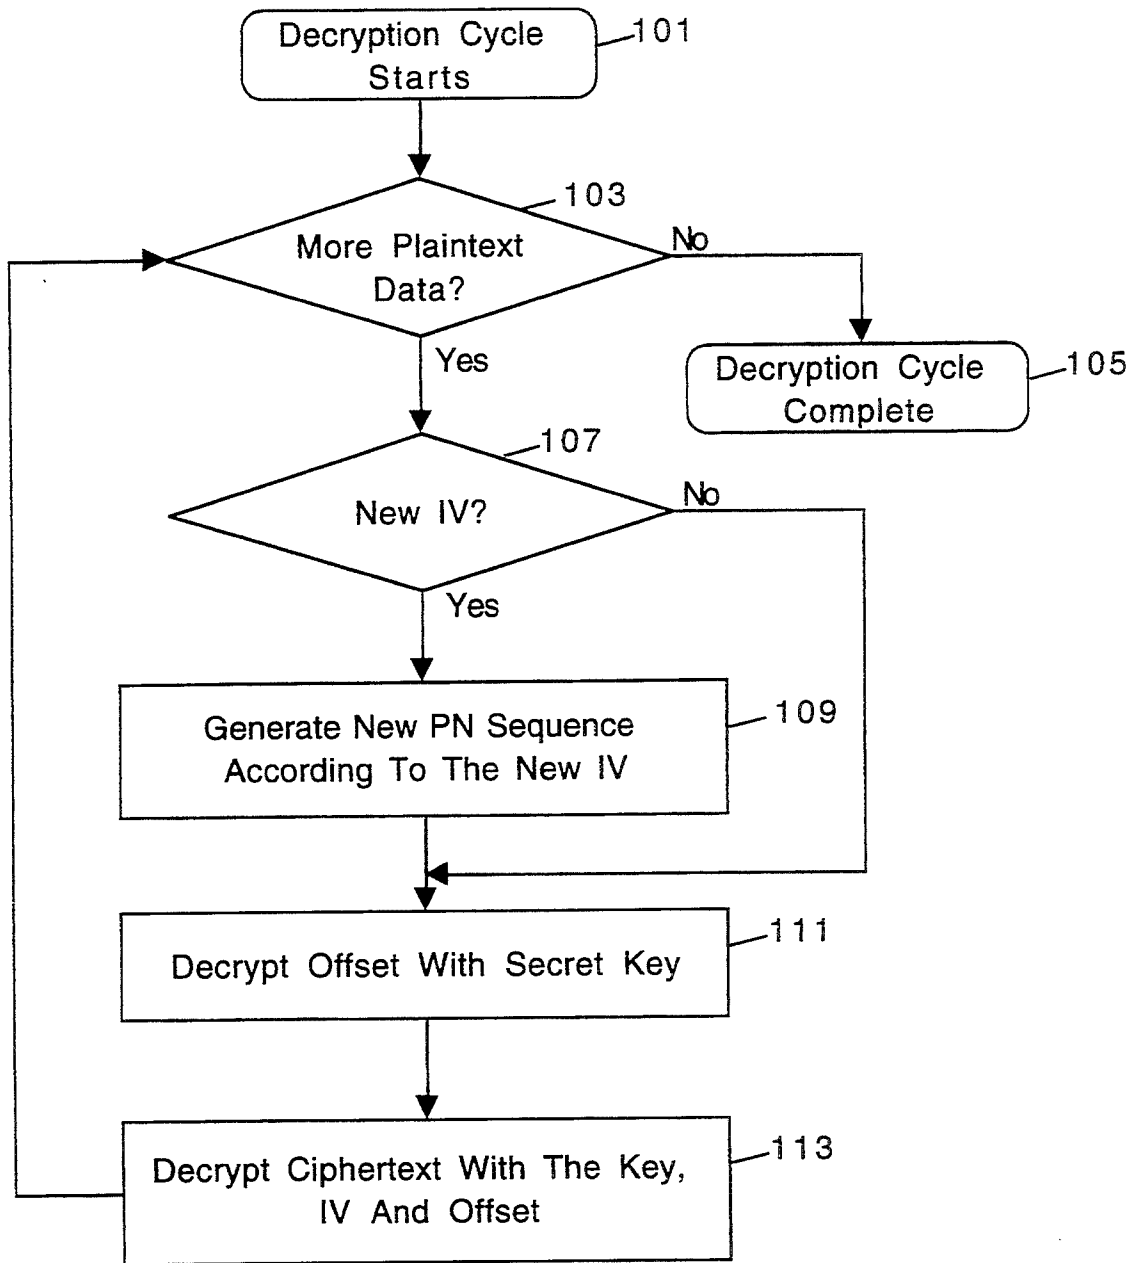 Decryption Cycle
Starts
101
103
More Plaintext
Data?
No
Yes
Decryption Cycle
Complete
105
107
New IV?
No
Yes
Generate New PN Sequence
According To The New IV
109
Decrypt Offset With Secret Key
111
Decrypt Ciphertext With The Key,
IV And Offset
113